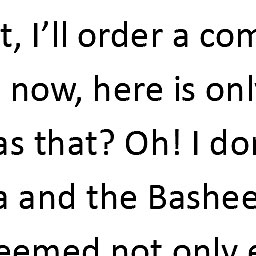 t, I’ll order a com
now, here is onl
as that? Oh! I do
a and the Bashee
eemed not only e